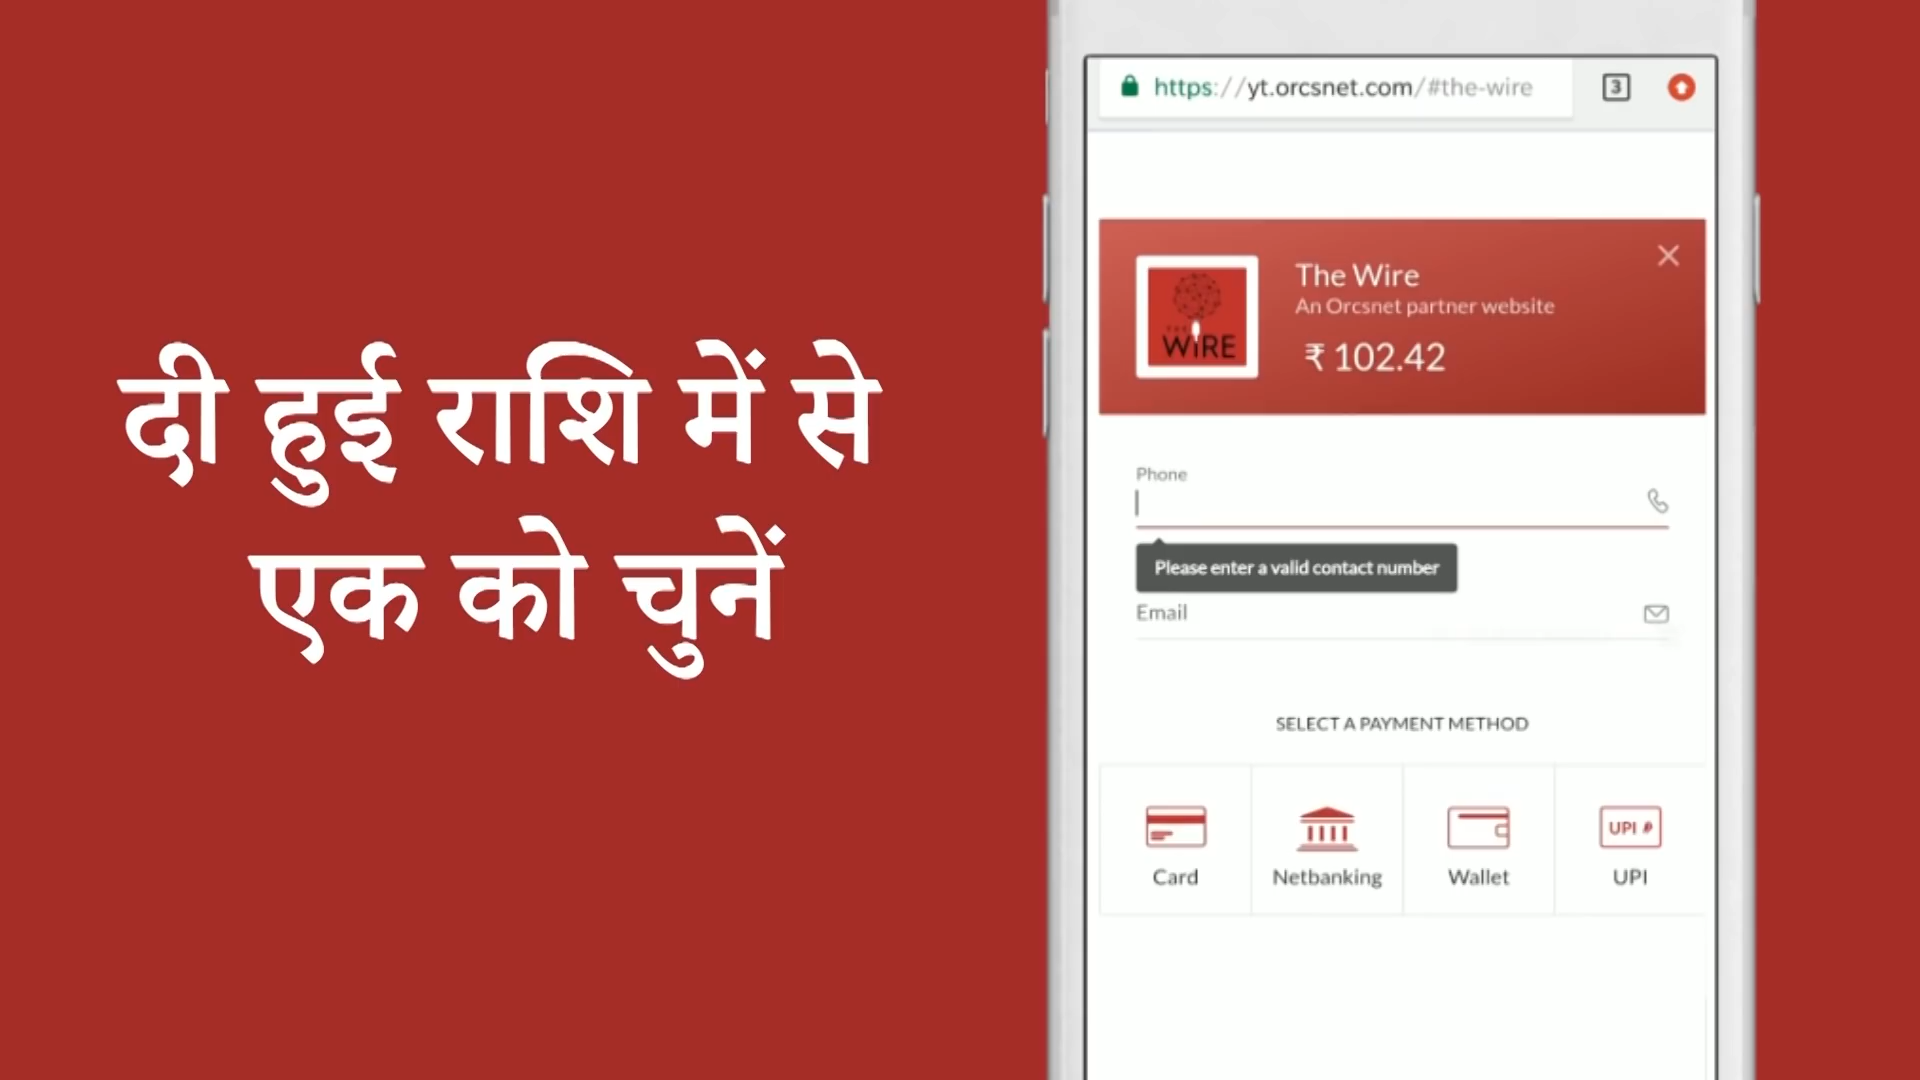 दी हुई राशि में से
एक को चुनें
https://yt.orcsnet.com/#the-wire
3
THE
WIRE
The Wire
An Orcsnet partner website
₹ 102.42
Phone
Please enter a valid contact number
Email
SELECT A PAYMENT METHOD
Card
Netbanking
Wallet
UPI
UPI